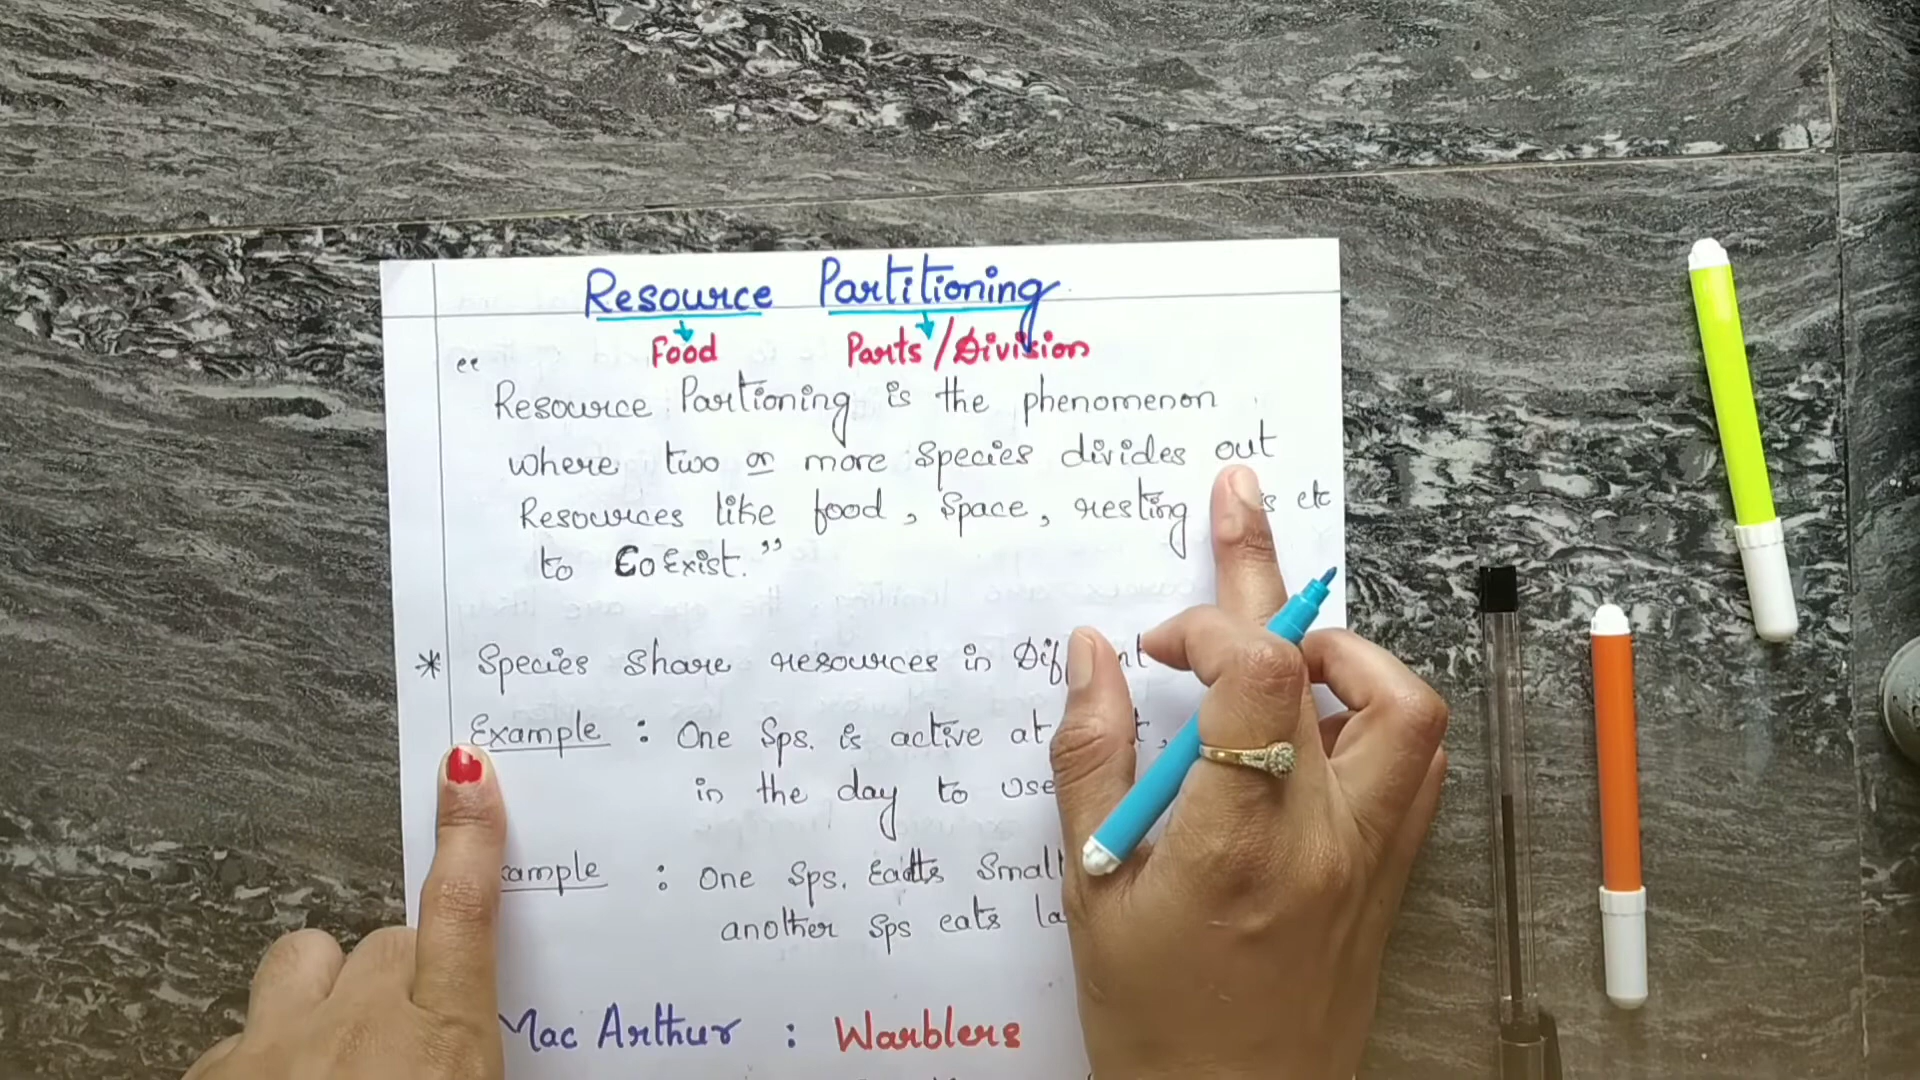 Resource Partitioning
Food Parts/Division
"Resource Partioning is the phenomenon
where two or more species divides out
Resources like food, space, resting etc
to CoExist."
* Species share resources in
Example : One Sps. is active at
in the day to use
: One Sps. Eats Small
another Sps eats
Mac Arthur : Warblers